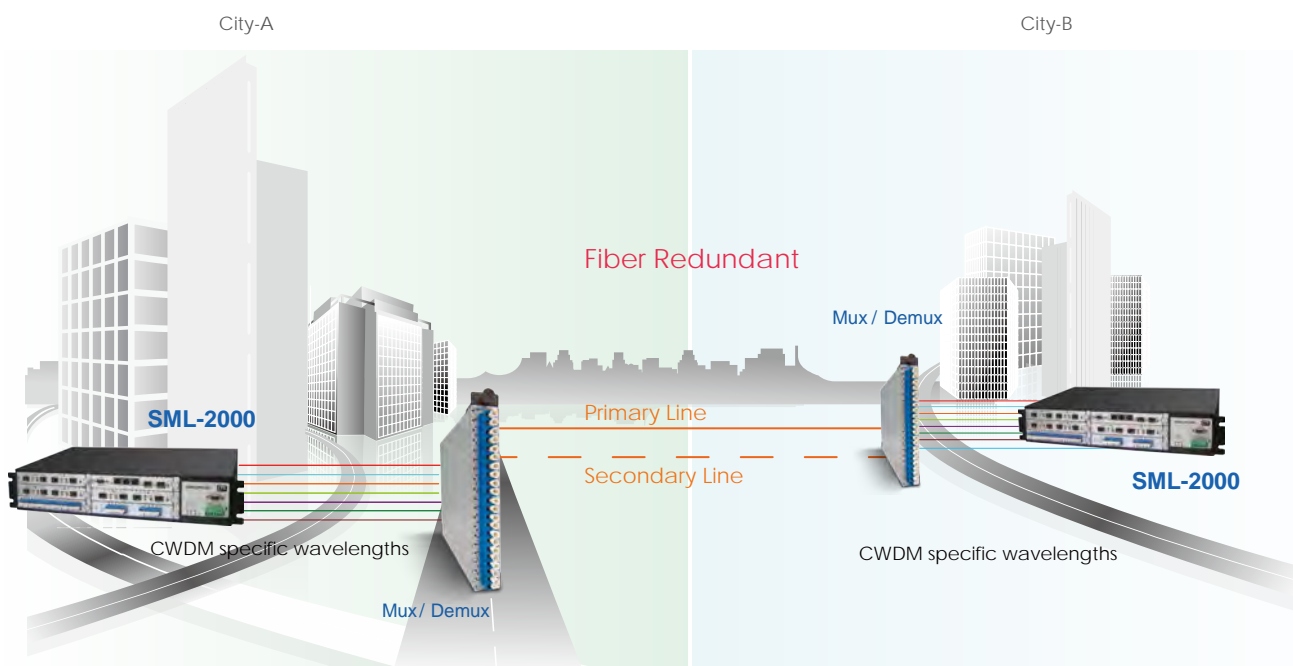 City-A
City-B
Fiber Redundant
Mux / Demux
Primary Line
SML-2000
Secondary Line
SML-2000
CWDM specific wavelengths
CWDM specific wavelengths
Mux / Demux